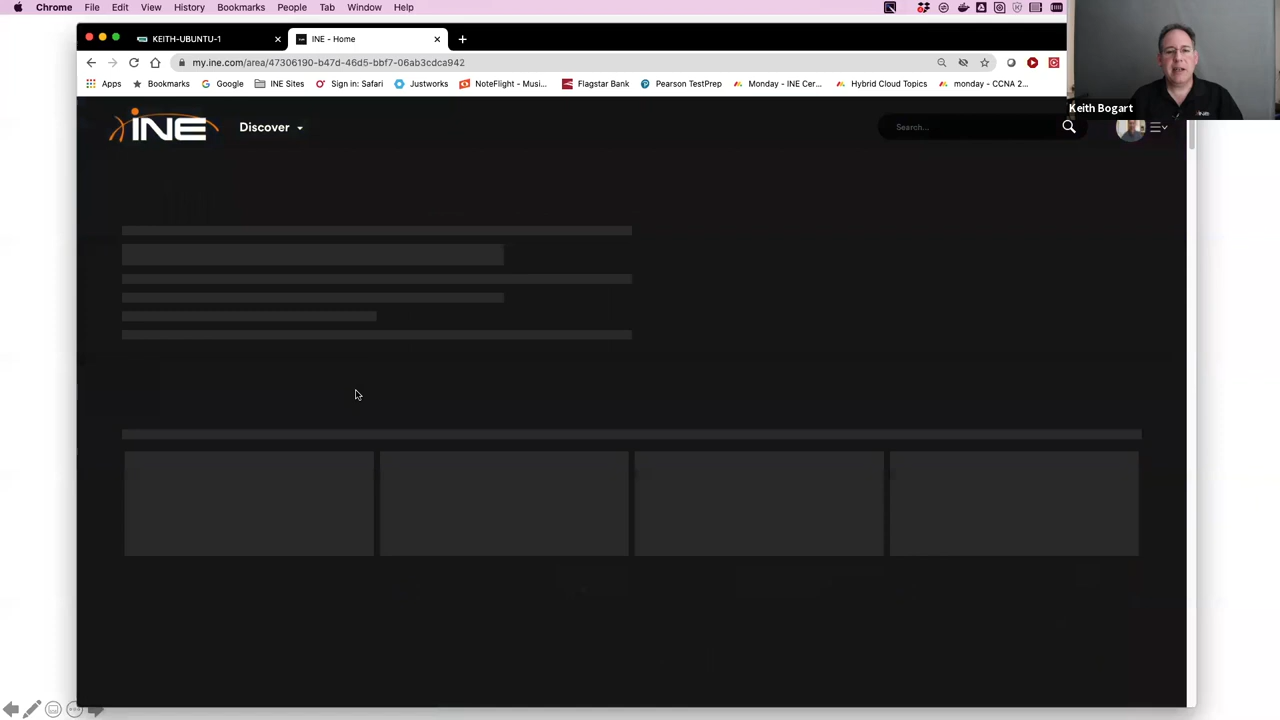 Chrome File Edit View History Bookmarks People Tab Window Help
KEITH-UBUNTU-1
INE - Home
my.ine.com/area/47306190-b47d-46d5-bbf7-06ab3cdca942
Apps Bookmarks Google INE Sites Sign in: Safari Justworks NoteFlight - Musi... Flagstar Bank Pearson TestPrep Monday - INE Cer... Hybrid Cloud Topics monday - CCNA 2...
Keith Bogart
INE Discover Search...